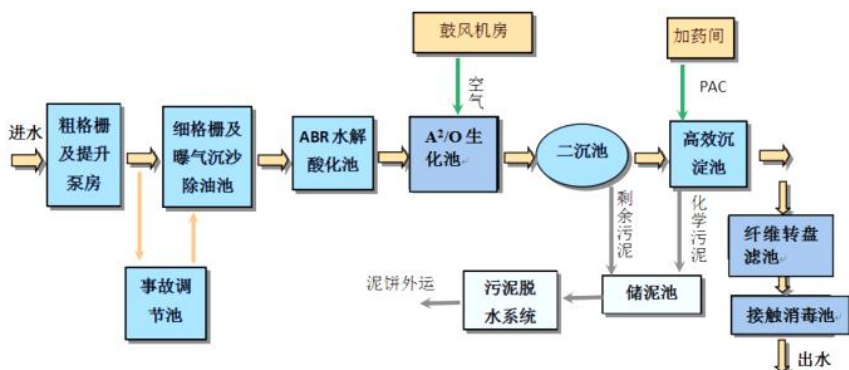 鼓风机房
加药间
空气
PAC
进水
粗格栅
及提升
泵房
细格栅及
曝气沉沙
除油池
ABR 水解
酸化池
A²/O 生
化池
二沉池
高效沉
淀池
剩余污泥
化学污泥
纤维转盘
滤池
事故调
节池
泥饼外运
污泥脱
水系统
储泥池
接触消毒池
出水